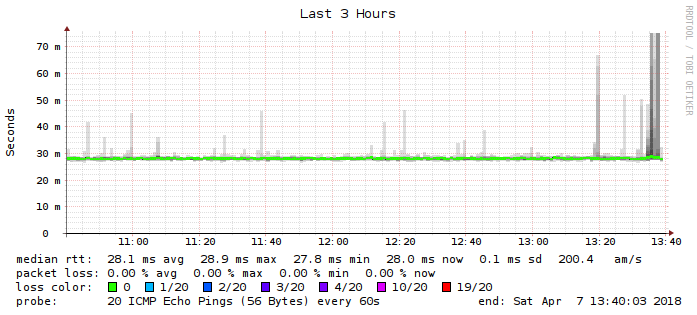 Last 3 Hours
RRDTOOL / TOBI OETIKER
Seconds
70 m
60 m
50 m
40 m
30 m
20 m
10 m
0
11:00 11:20 11:40 12:00 12:20 12:40 13:00 13:20 13:40
median rtt: 28.1 ms avg 28.9 ms max 27.8 ms min 28.0 ms now 0.1 ms sd 200.4 am/s
packet loss: 0.00 % avg 0.00 % max 0.00 % min 0.00 % now
loss color: 0 1/20 2/20 3/20 4/20 10/20 19/20
probe: 20 ICMP Echo Pings (56 Bytes) every 60s end: Sat Apr 7 13:40:03 2018